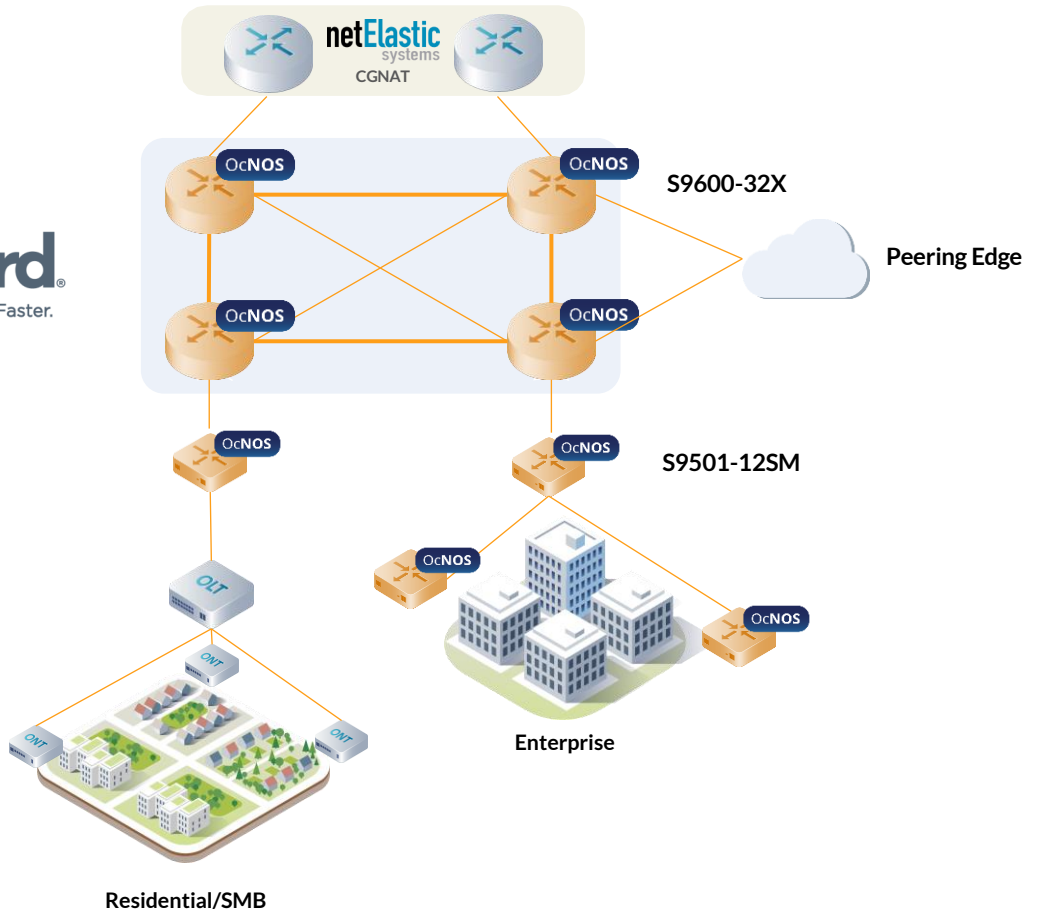 netElastic
systems
CGNAT
OcNOS
OcNOS
S9600-32X
Peering Edge
rd.®
Faster.
OcNOS
OcNOS
OcNOS
OcNOS
S9501-12SM
OcNOS
OLT
OcNOS
ONT
ONT
ONT
Enterprise
Residential/SMB